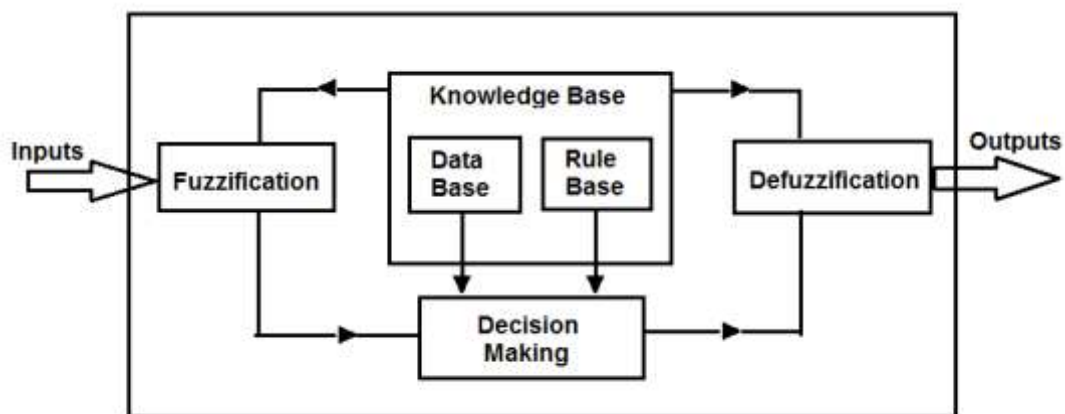 Knowledge Base
Inputs
Fuzzification
Data
Base
Rule
Base
Defuzzification
Outputs
Decision
Making